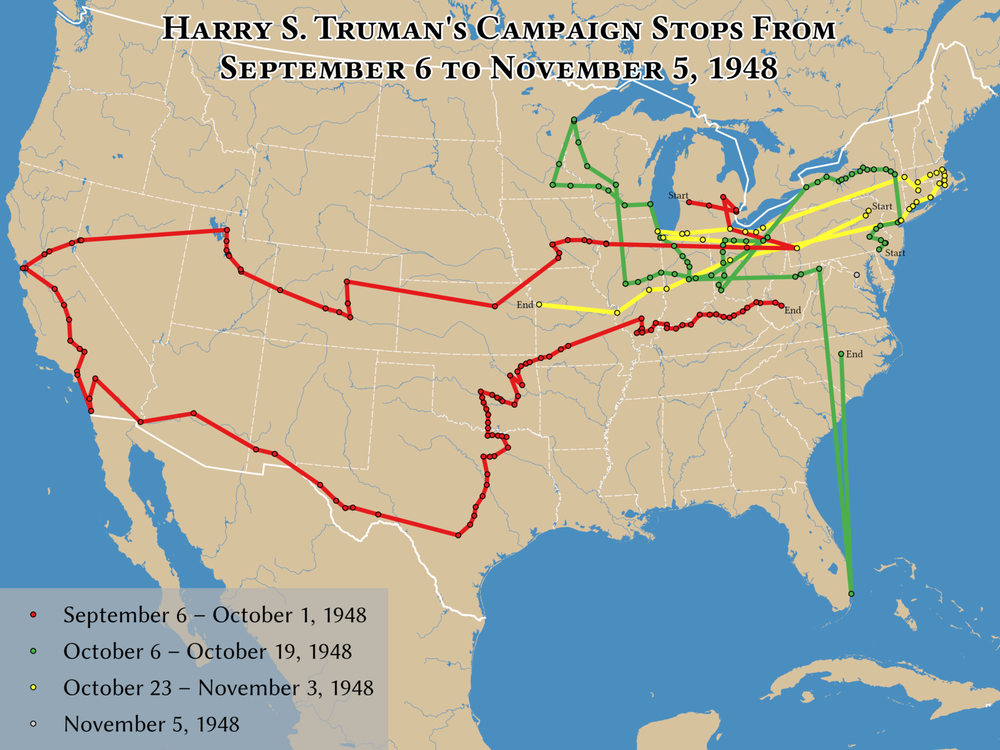 Harry S. Truman's Campaign Stops From
September 6 to November 5, 1948
Start
Start
Start
End
End
End
September 6 – October 1, 1948
October 6 – October 19, 1948
October 23 – November 3, 1948
November 5, 1948